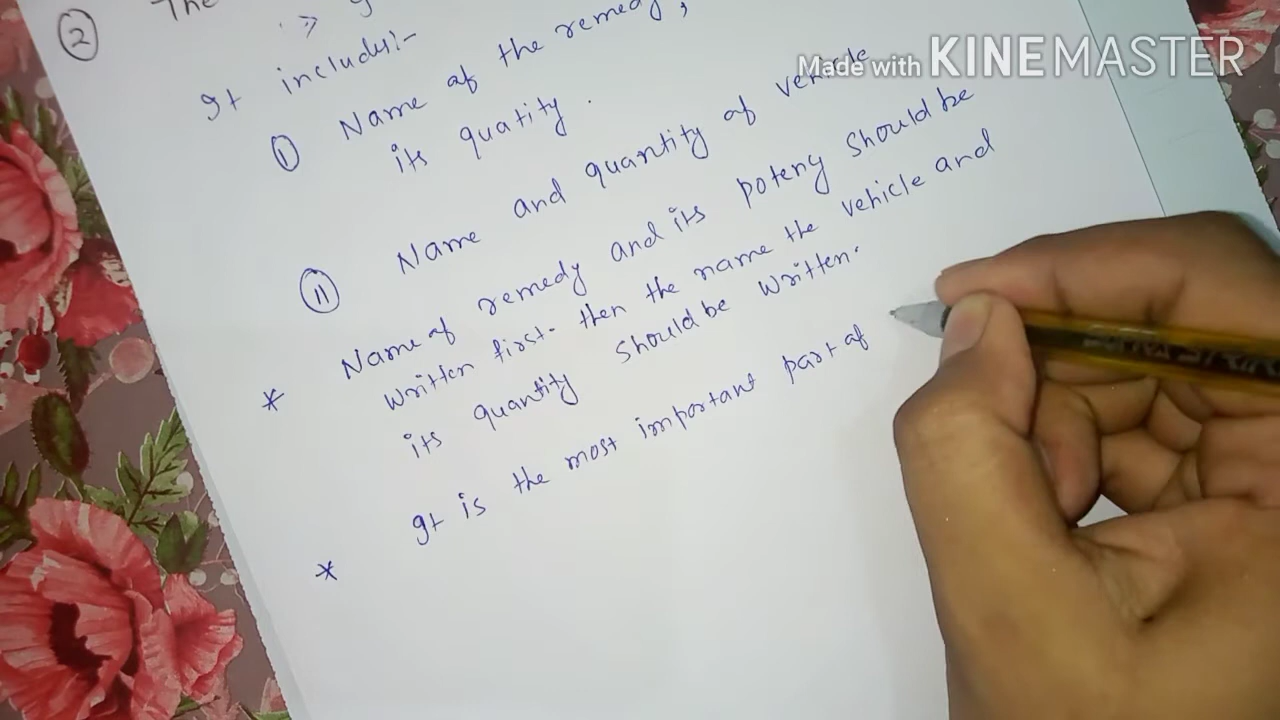 Made with KINEMASTER
② The
It includes:-
① Name of the remedy,
its quatity.
⑪ Name and quantity of vehicle
* Name of remedy and its poteny should be
written first. then the name the vehicle and
its quantity should be written.
* It is the most important part of